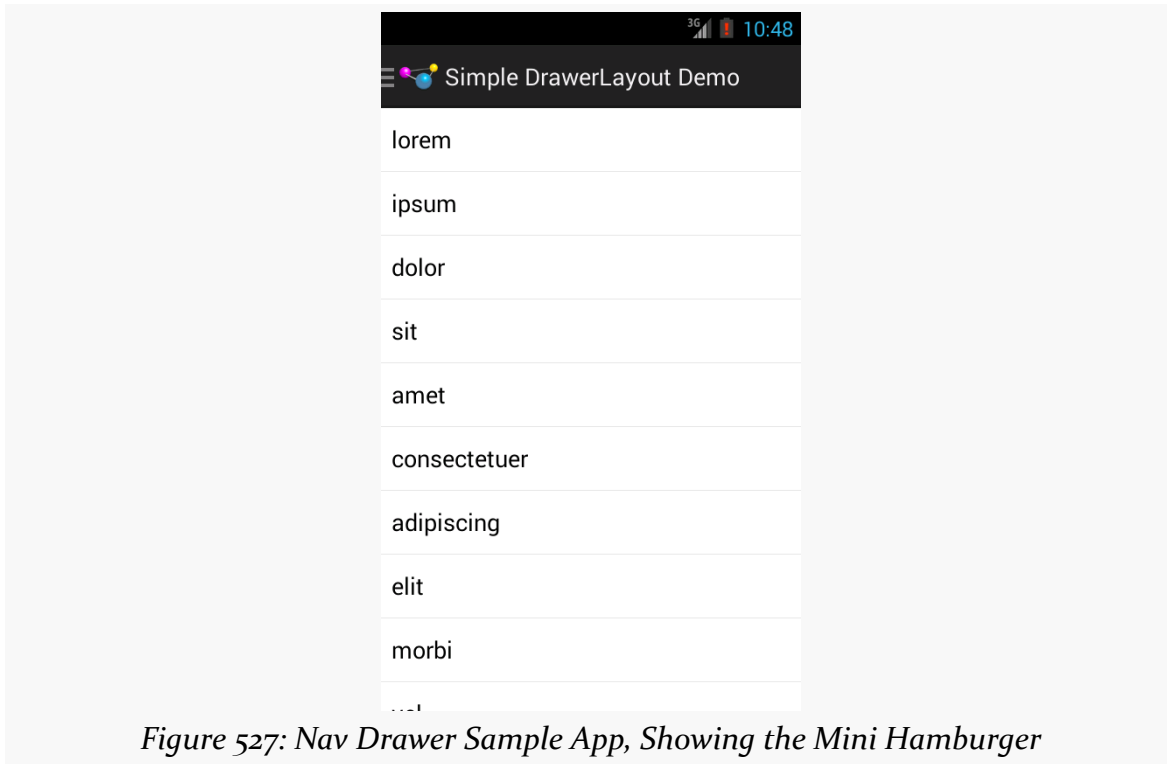 3G 10:48
Simple DrawerLayout Demo
lorem
ipsum
dolor
sit
amet
consectetuer
adipiscing
elit
morbi
Figure 527: Nav Drawer Sample App, Showing the Mini Hamburger